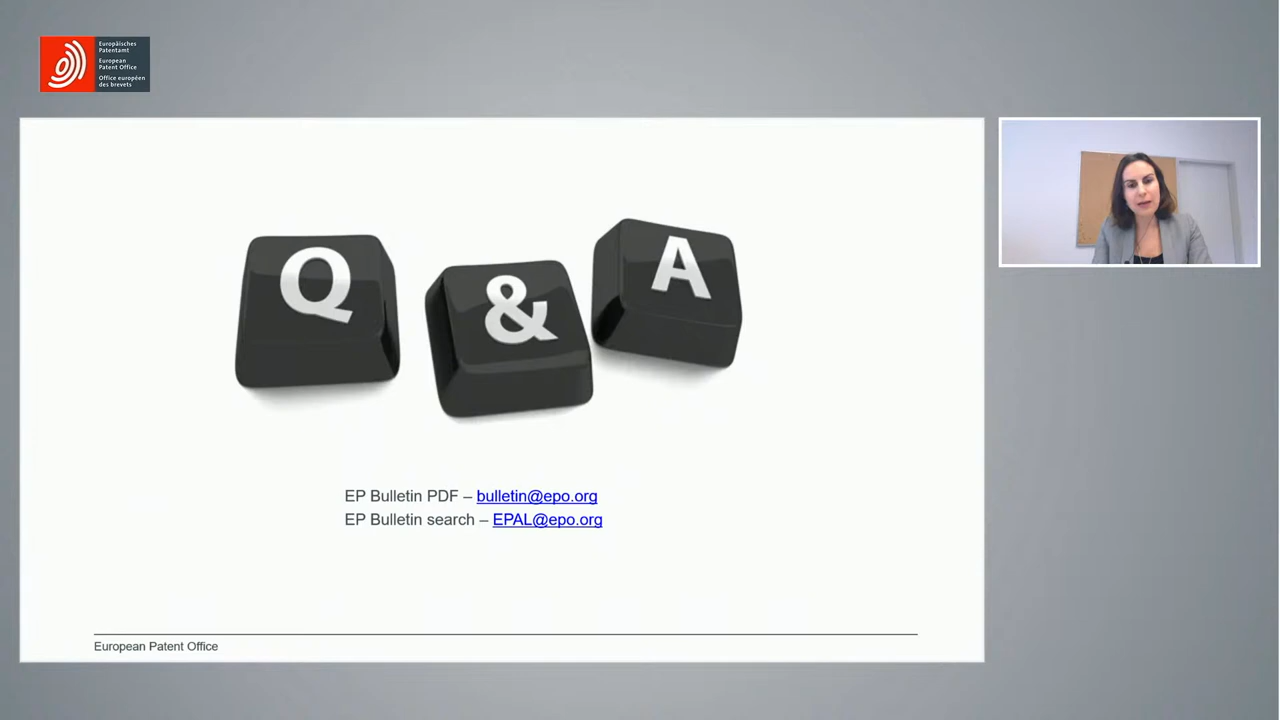 Europäisches
Patentamt
European
Patent Office
Office européen
des brevets
Q & A
EP Bulletin PDF – bulletin@epo.org
EP Bulletin search – EPAL@epo.org
European Patent Office